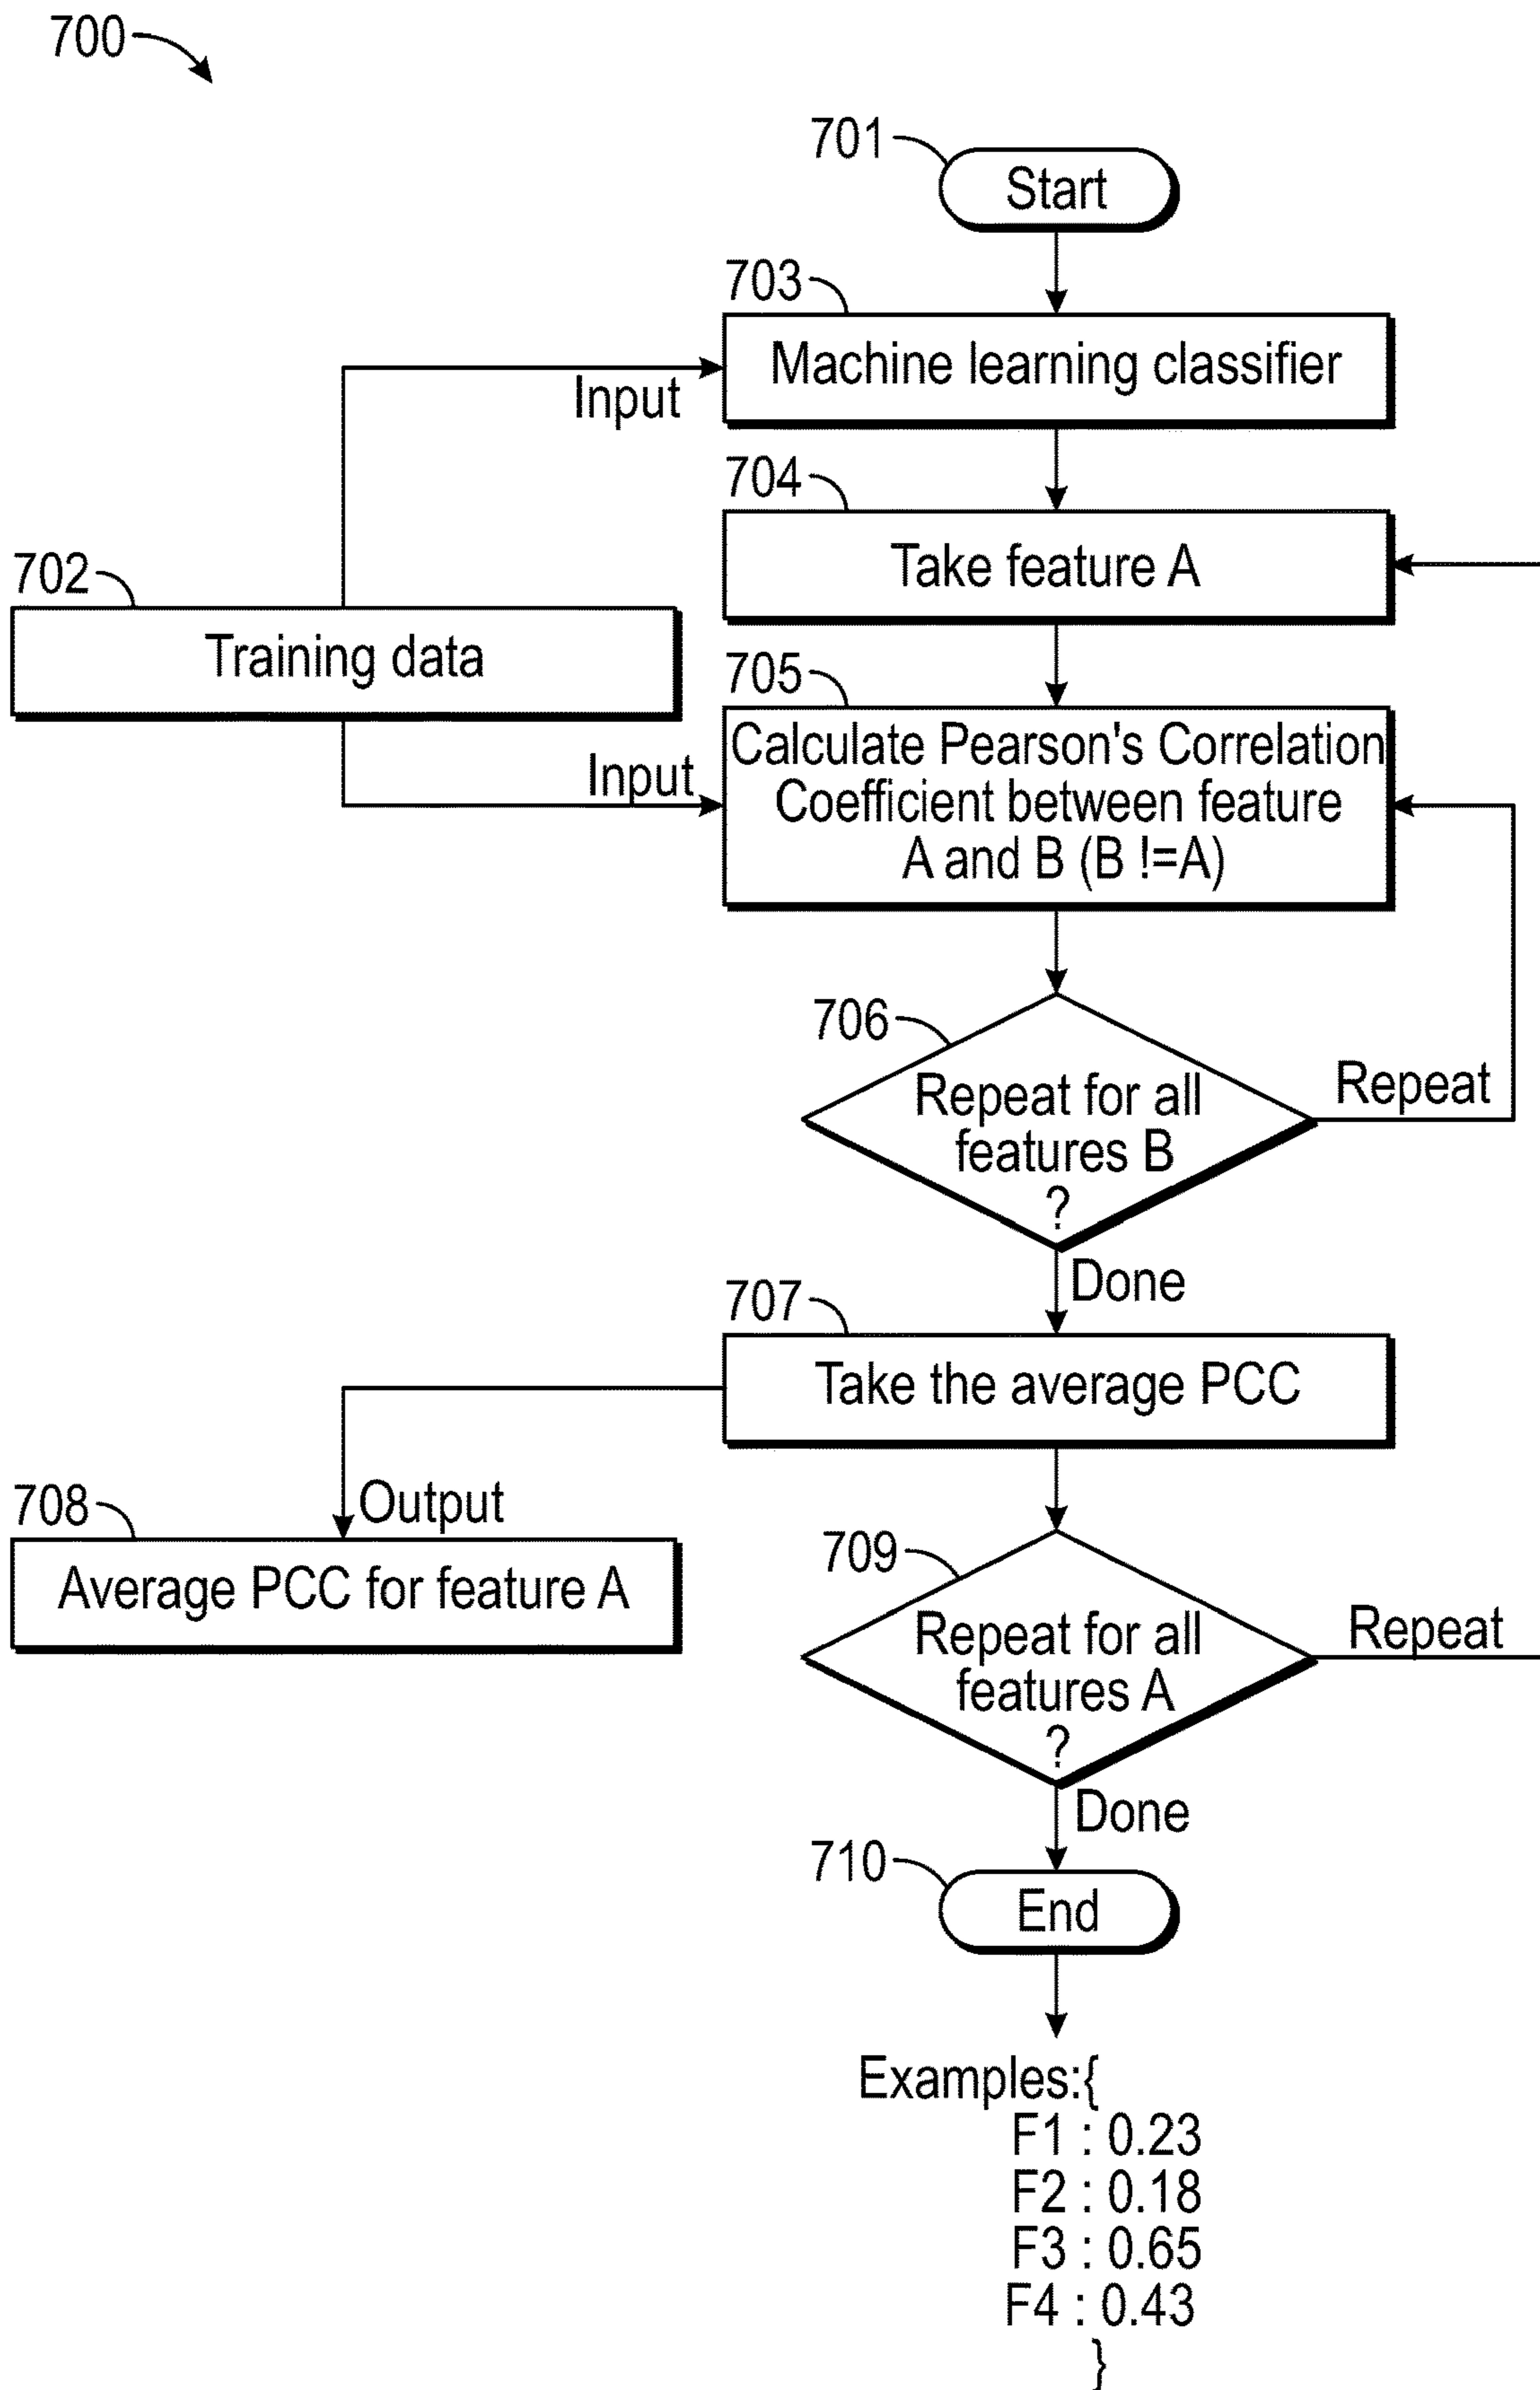 700
701
Start
703
Machine learning classifier
Input
704
Take feature A
702
Training data
705
Calculate Pearson's Correlation
Coefficient between feature
A and B (B !=A)
Input
706
Repeat for all
features B
?
Repeat
Done
707
Take the average PCC
708
Output
Average PCC for feature A
709
Repeat for all
features A
?
Repeat
Done
710
End
Examples:{
F1 : 0.23
F2 : 0.18
F3 : 0.65
F4 : 0.43
}